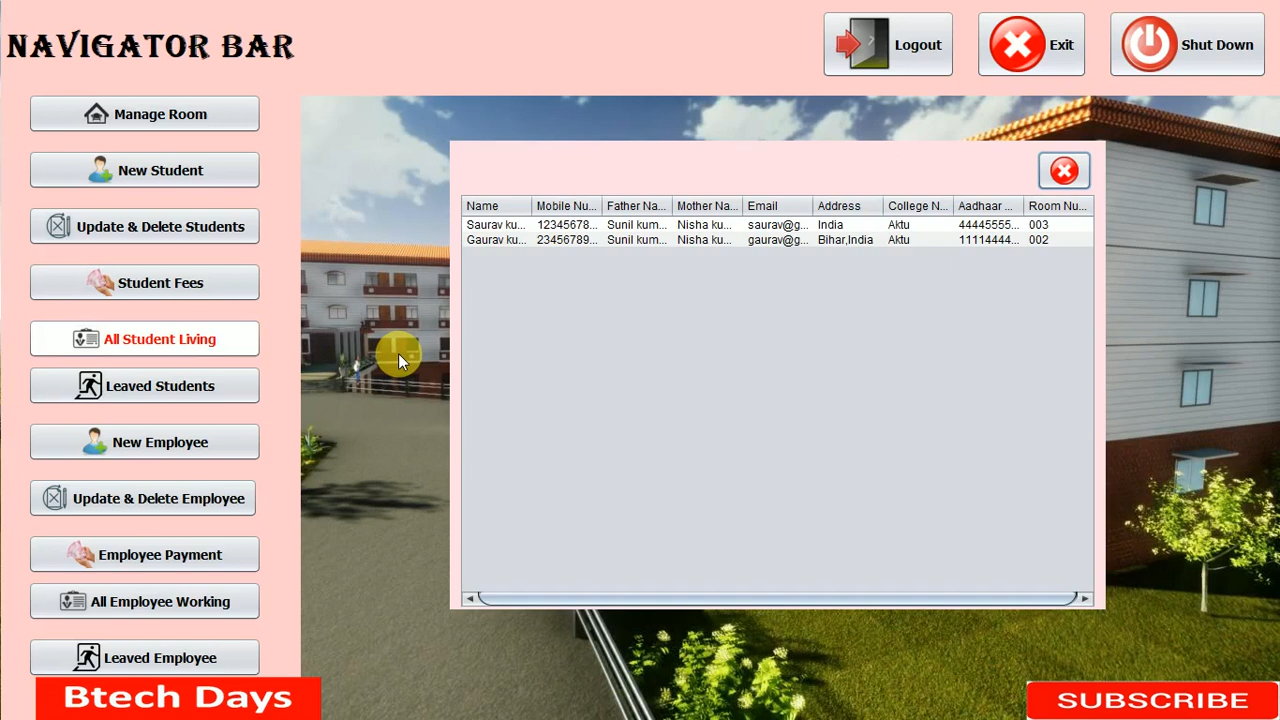 NAVIGATOR BAR
Logout
Exit
Shut Down
Manage Room
New Student
Update & Delete Students
Student Fees
All Student Living
Leaved Students
New Employee
Update & Delete Employee
Employee Payment
All Employee Working
Leaved Employee
Name Mobile Nu... Father Na... Mother Na... Email Address College N... Aadhaar ... Room Nu...
Saurav ku... 12345678... Sunil kum... Nisha ku... saurav@g... India Aktu 44445555... 003
Gaurav ku... 23456789... Sunil kum... Nisha ku... gaurav@g... Bihar,India Aktu 11114444... 002
Btech Days
SUBSCRIBE